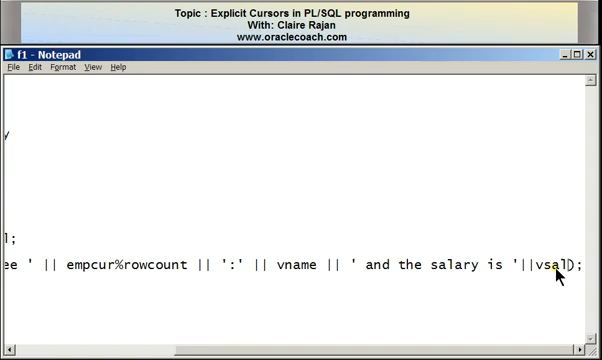 Topic : Explicit Cursors in PL/SQL programming
With: Claire Rajan
www.oraclecoach.com
f1 - Notepad
File Edit Format View Help
y
l;
ee ' || empcur%rowcount || ':' || vname || ' and the salary is '||vsal);